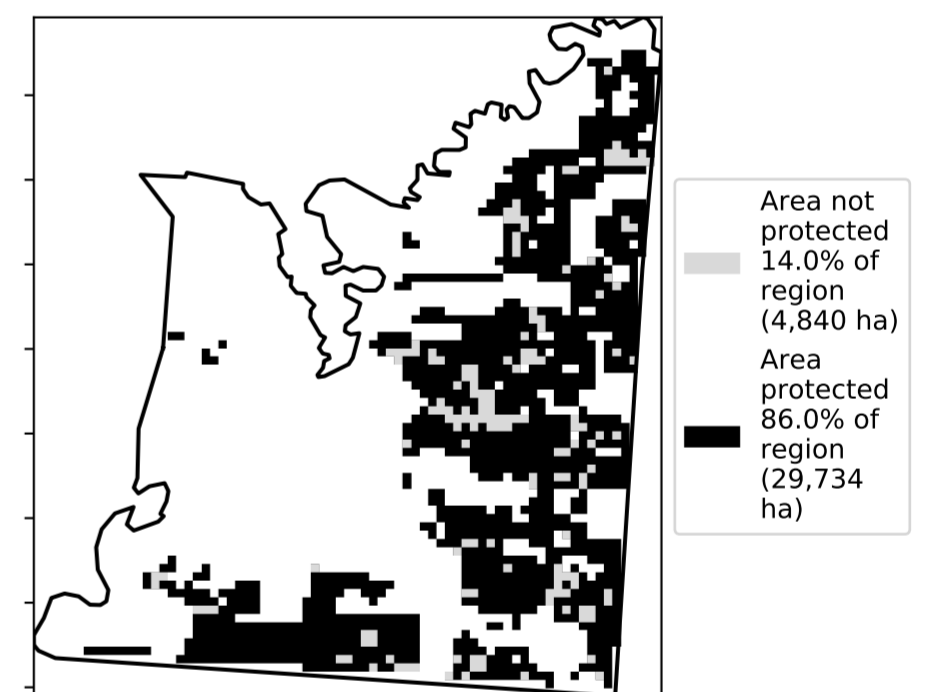 Area not
protected
14.0% of
region
(4,840 ha)
Area
protected
86.0% of
region
(29,734
ha)